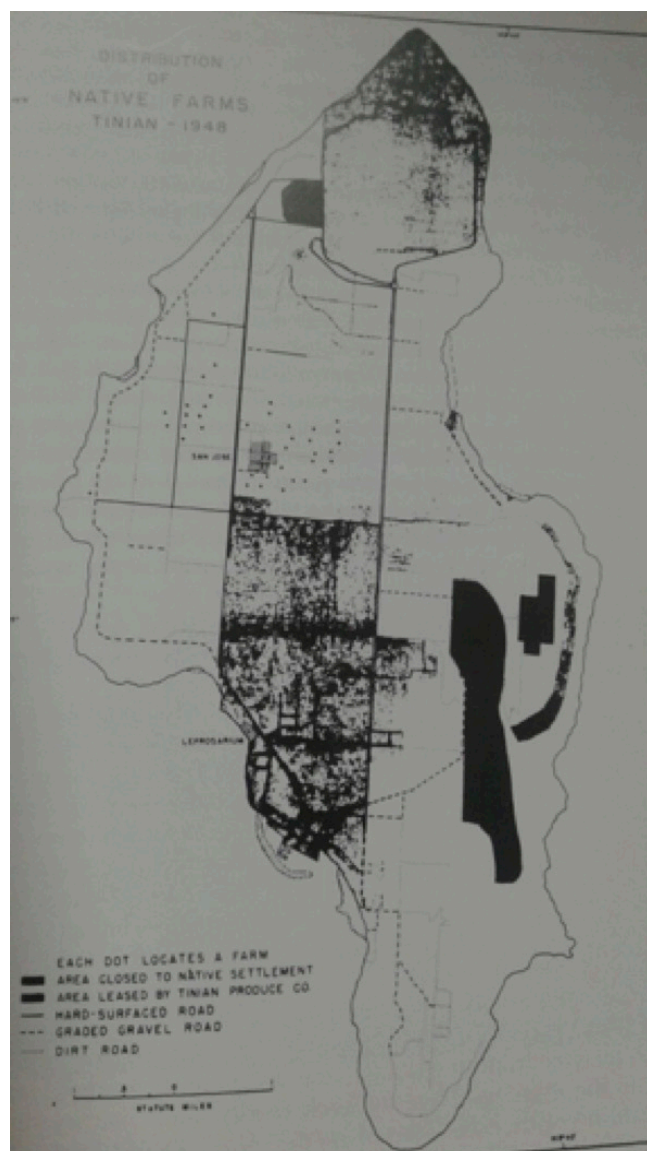 DISTRIBUTION
OF
NATIVE FARMS
TINIAN - 1948
SAN JOSE
LEPROSARIUM
EACH DOT LOCATES A FARM
AREA CLOSED TO NATIVE SETTLEMENT
AREA LEASED BY TINIAN PRODUCE CO
HARD-SURFACED ROAD
GRADED GRAVEL ROAD
DIRT ROAD
STATUTE MILES